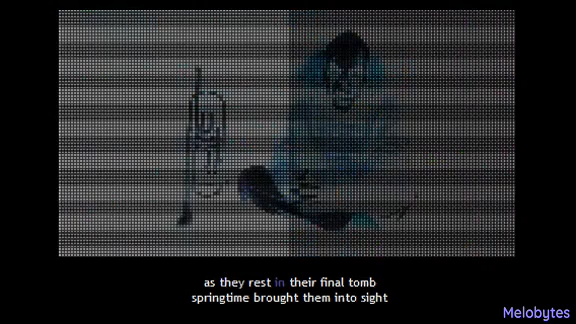 as they rest in their final tomb
springtime brought them into sight
Melobytes